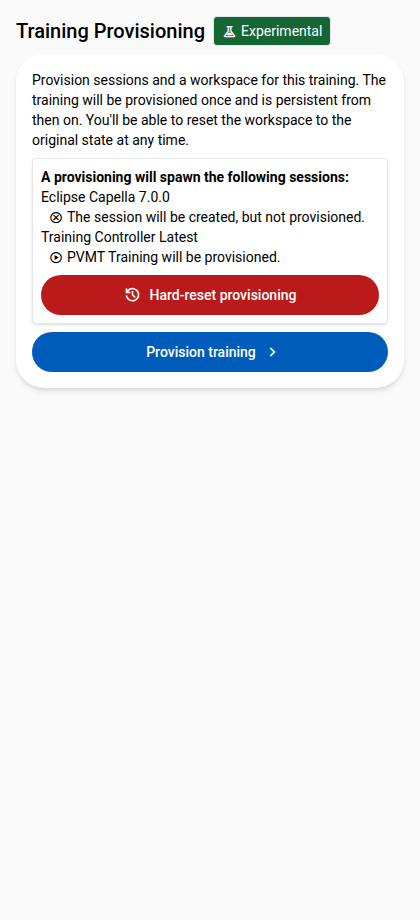 Training Provisioning
Experimental
Provision sessions and a workspace for this training. The
training will be provisioned once and is persistent from
then on. You'll be able to reset the workspace to the
original state at any time.
A provisioning will spawn the following sessions:
Eclipse Capella 7.0.0
The session will be created, but not provisioned.
Training Controller Latest
PVMT Training will be provisioned.
Hard-reset provisioning
Provision training